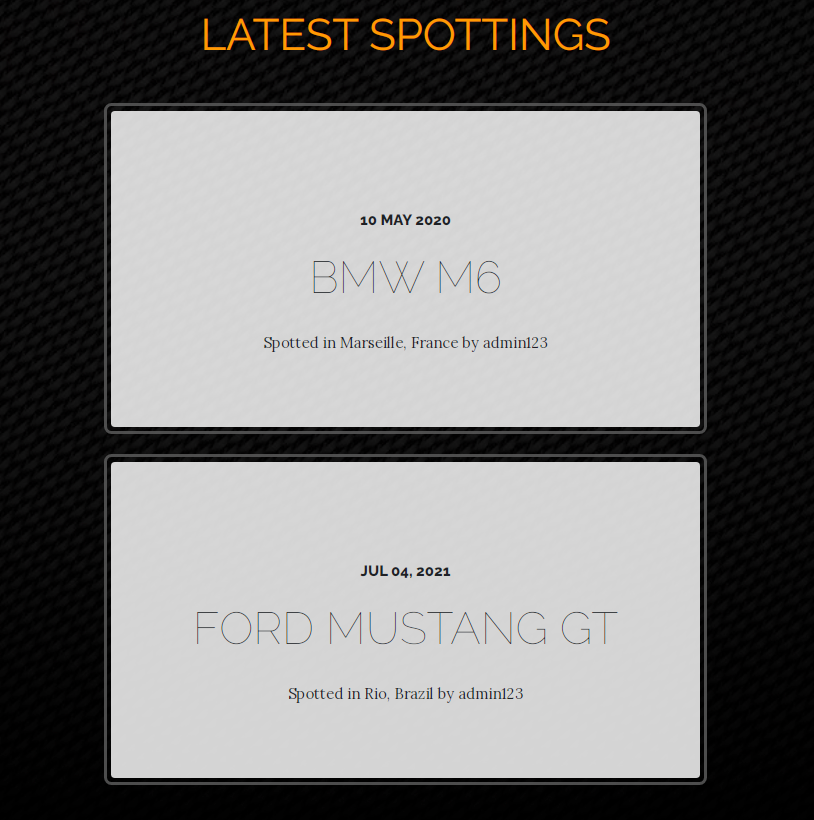 LATEST SPOTTINGS
10 MAY 2020
BMW M6
Spotted in Marseille, France by admin123
JUL 04, 2021
FORD MUSTANG GT
Spotted in Rio, Brazil by admin123